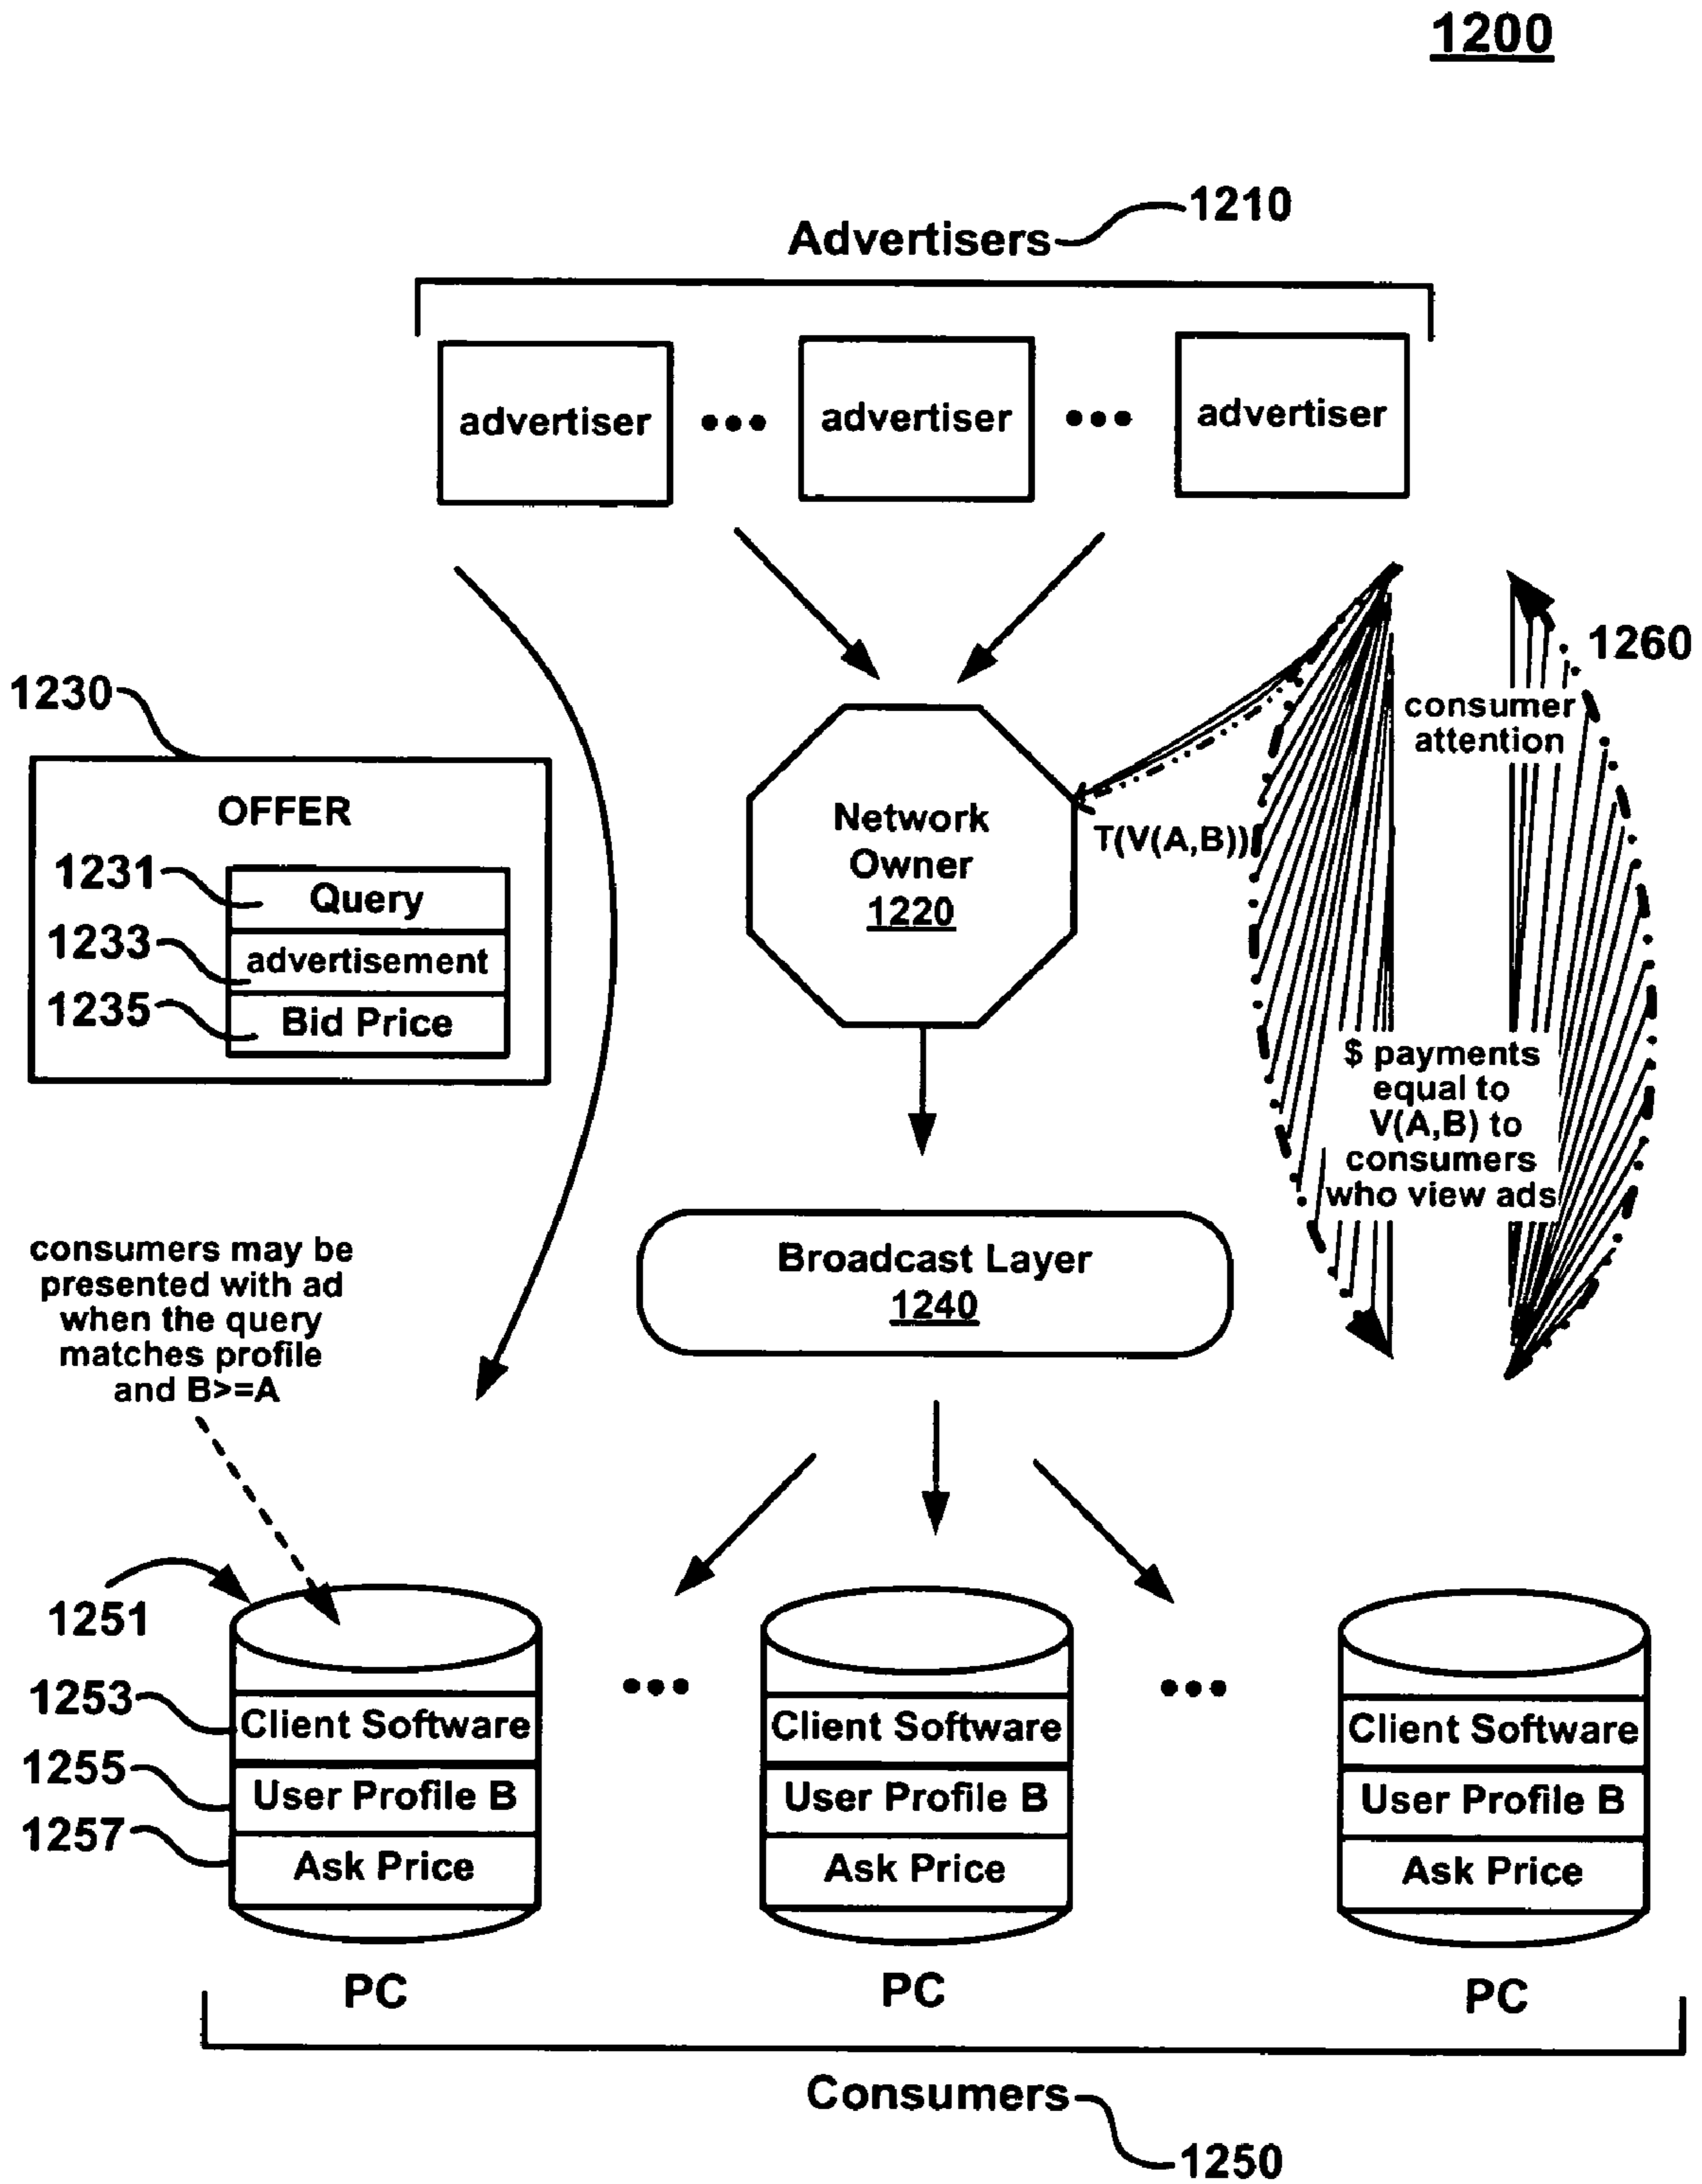 1200
Advertisers
1210
advertiser
advertiser
advertiser
1260
consumer
attention
1230
OFFER
1231
Query
1233
advertisement
1235
Bid Price
Network
Owner
1220
T(V(A,B))
$ payments
equal to
V(A,B) to
consumers
who view ads
Broadcast Layer
1240
consumers may be
presented with ad
when the query
matches profile
and B>=A
1251
1253
Client Software
Client Software
Client Software
1255
User Profile B
User Profile B
User Profile B
1257
Ask Price
Ask Price
Ask Price
PC
PC
PC
Consumers
1250